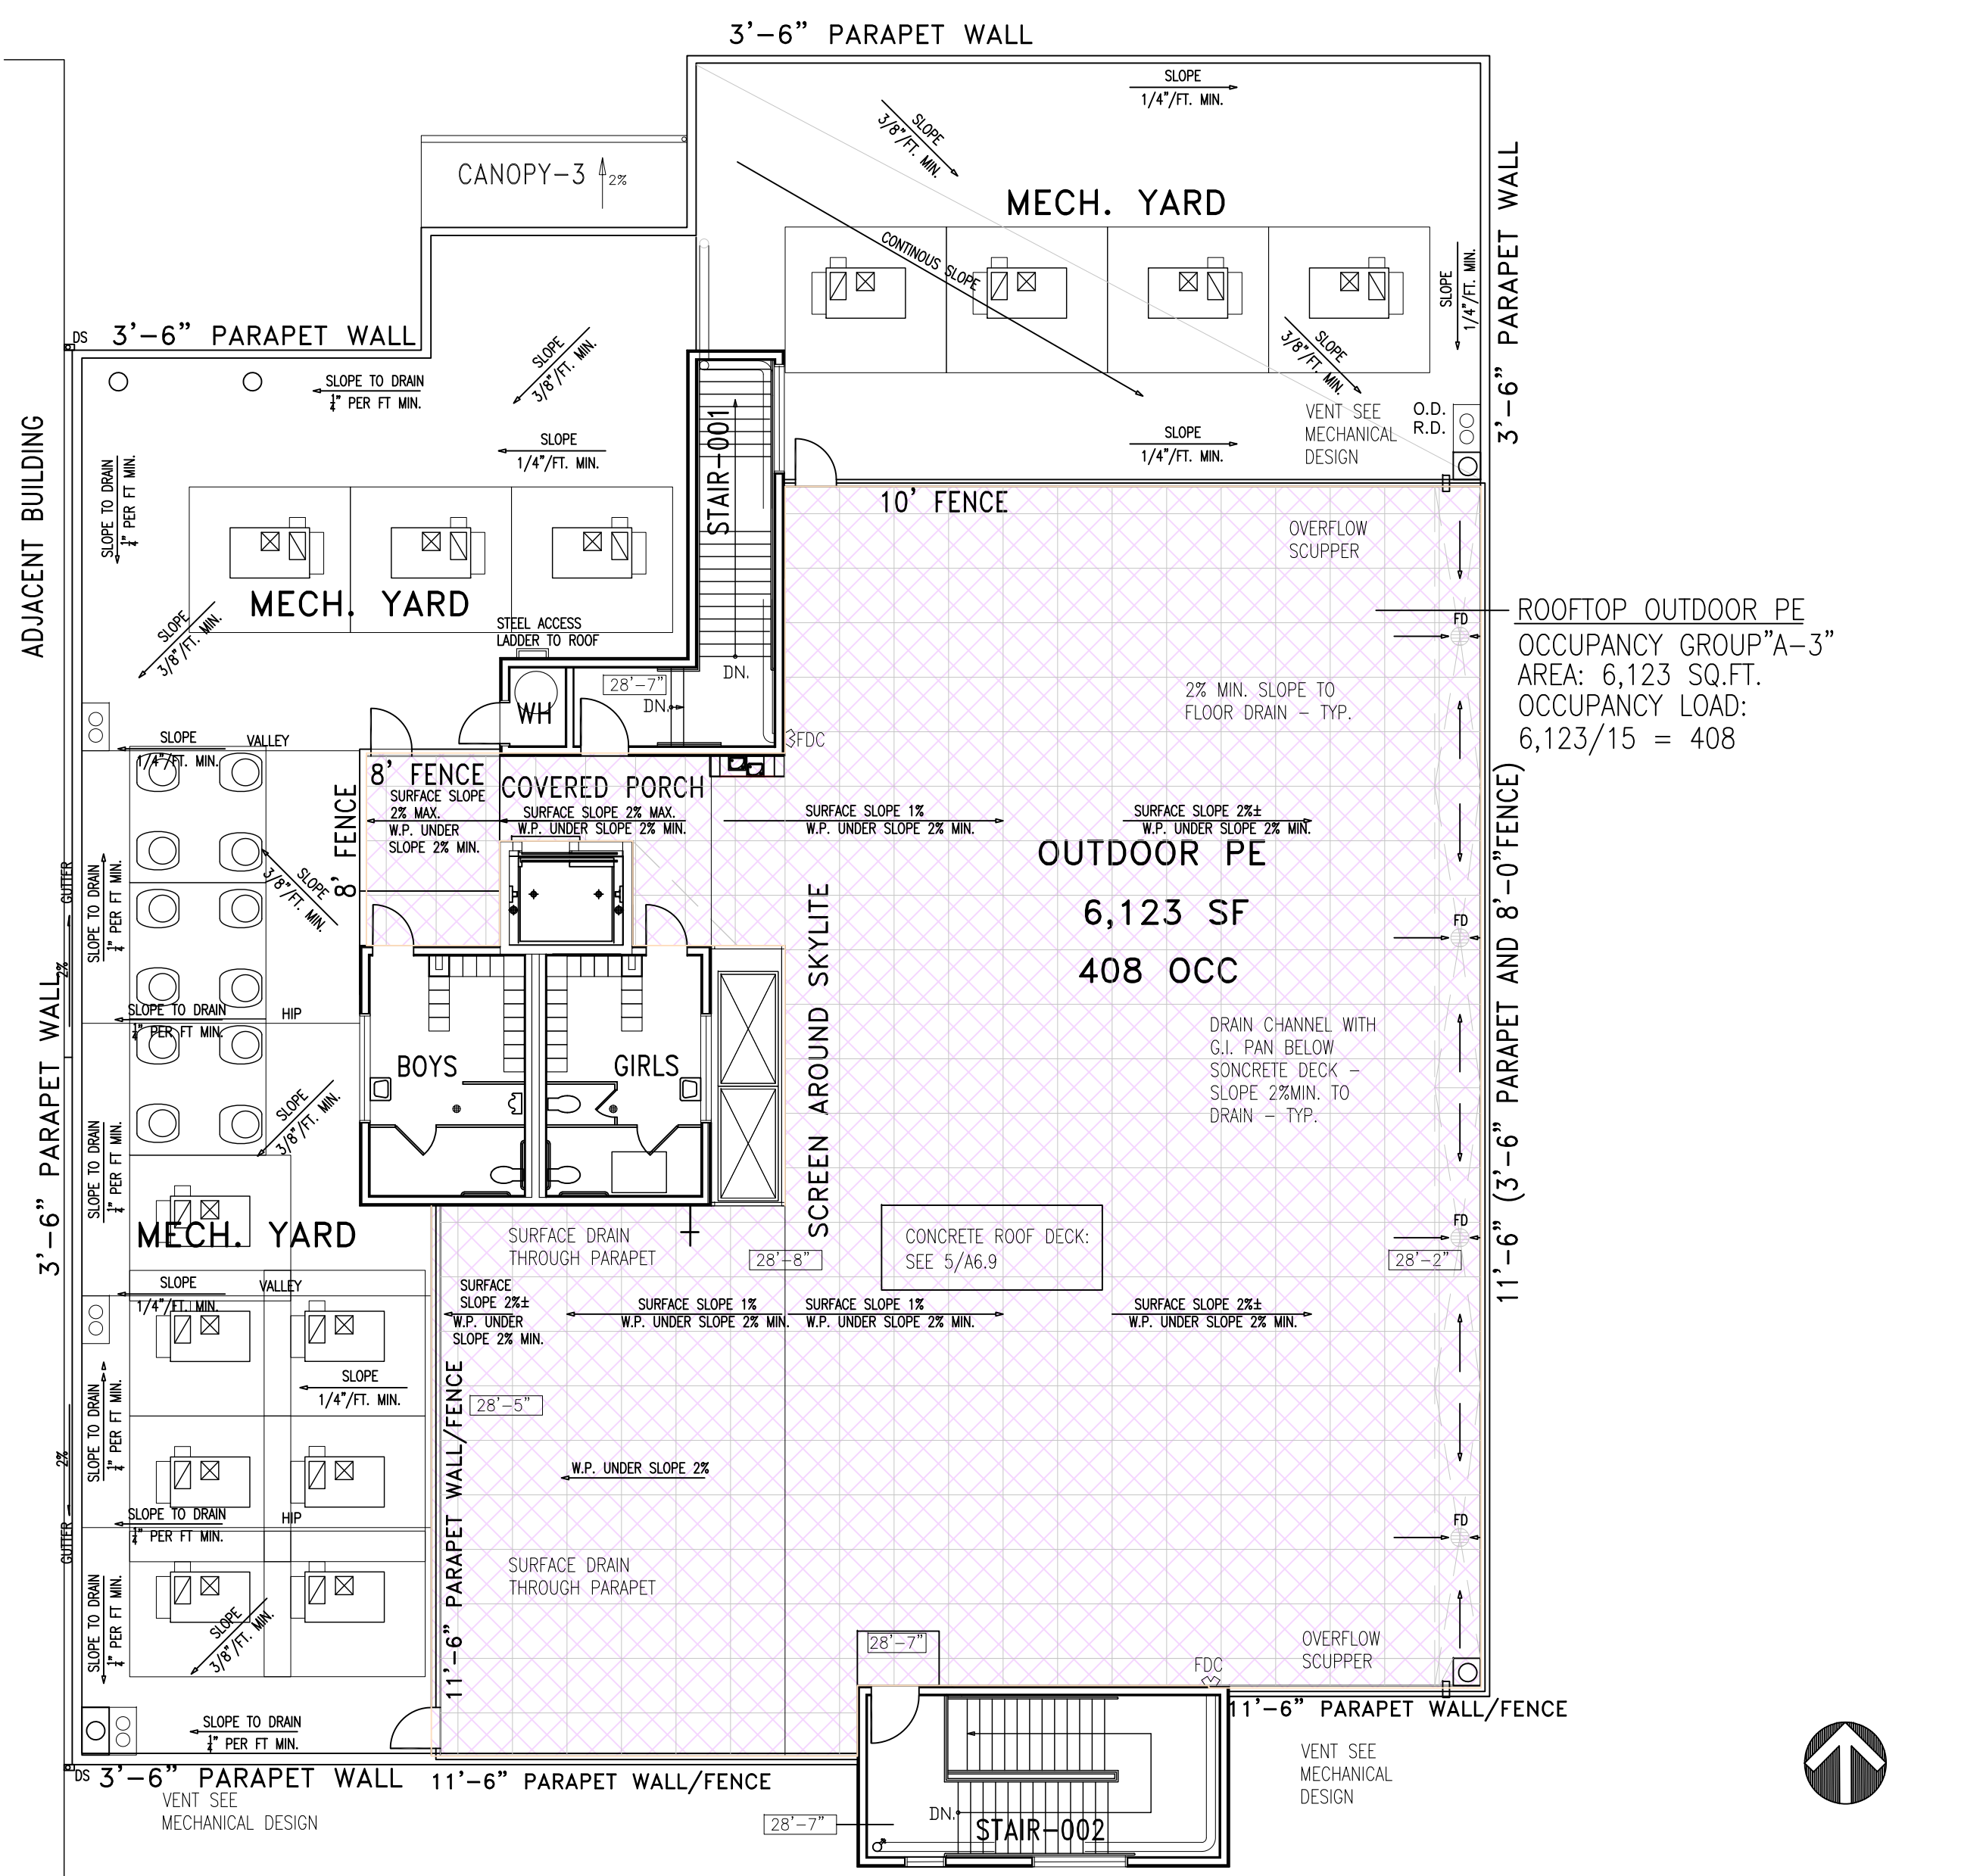 3'-6" PARAPET WALL
SLOPE
1/4"/FT. MIN.
SLOPE
3/8"/FT. MIN.
CANOPY-3
2%
MECH. YARD
3'-6" PARAPET WALL
CONTINOUS SLOPE
SLOPE
1/4"/FT. MIN.
SLOPE
3/8"/FT. MIN.
DS
3'-6" PARAPET WALL
SLOPE
3/8"/FT. MIN.
SLOPE TO DRAIN
1/4" PER FT MIN.
SLOPE
1/4"/FT. MIN.
SLOPE
1/4"/FT. MIN.
VENT SEE
MECHANICAL
DESIGN
O.D.
R.D.
ADJACENT BUILDING
SLOPE TO DRAIN
1/4" PER FT MIN.
STAIR-001
10' FENCE
OVERFLOW
SCUPPER
MECH. YARD
SLOPE
3/8"/FT. MIN.
STEEL ACCESS
LADDER TO ROOF
FD
ROOFTOP OUTDOOR PE
OCCUPANCY GROUP"A-3"
AREA: 6,123 SQ.FT.
OCCUPANCY LOAD:
6,123/15 = 408
DN.
28'-7"
DN.
WH
2% MIN. SLOPE TO
FLOOR DRAIN - TYP.
FDC
SLOPE
1/4"/FT. MIN.
VALLEY
8' FENCE
8' FENCE
COVERED PORCH
SURFACE SLOPE
2% MAX.
W.P. UNDER
SLOPE 2% MIN.
SURFACE SLOPE 2% MAX.
W.P. UNDER SLOPE 2% MIN.
SURFACE SLOPE 1%
W.P. UNDER SLOPE 2% MIN.
SURFACE SLOPE 2%±
W.P. UNDER SLOPE 2% MIN.
OUTDOOR PE
6,123 SF
408 OCC
GUTTER
2%
SLOPE TO DRAIN
1/4" PER FT MIN.
SLOPE
3/8"/FT. MIN.
FD
SCREEN AROUND SKYLITE
11'-6" (3'-6" PARAPET AND 8'-0"FENCE)
3'-6" PARAPET WALL
SLOPE TO DRAIN
1/4" PER FT MIN.
HIP
DRAIN CHANNEL WITH
G.I. PAN BELOW
SONCRETE DECK -
SLOPE 2%MIN. TO
DRAIN - TYP.
BOYS
GIRLS
SLOPE
3/8"/FT. MIN.
SLOPE TO DRAIN
1/4" PER FT MIN.
MECH. YARD
SURFACE DRAIN
THROUGH PARAPET
28'-8"
CONCRETE ROOF DECK:
SEE 5/A6.9
FD
28'-2"
SLOPE
1/4"/FT. MIN.
VALLEY
SURFACE
SLOPE 2%±
W.P. UNDER
SLOPE 2% MIN.
SURFACE SLOPE 1%
W.P. UNDER SLOPE 2% MIN.
SURFACE SLOPE 1%
W.P. UNDER SLOPE 2% MIN.
SURFACE SLOPE 2%±
W.P. UNDER SLOPE 2% MIN.
SLOPE
1/4"/FT. MIN.
28'-5"
11'-6" PARAPET WALL/FENCE
SLOPE TO DRAIN
1/4" PER FT MIN.
2%
GUTTER
W.P. UNDER SLOPE 2%
SLOPE TO DRAIN
1/4" PER FT MIN.
HIP
FD
SURFACE DRAIN
THROUGH PARAPET
SLOPE TO DRAIN
1/4" PER FT MIN.
SLOPE
3/8"/FT. MIN.
28'-7"
OVERFLOW
SCUPPER
FDC
SLOPE TO DRAIN
1/4" PER FT MIN.
11'-6" PARAPET WALL/FENCE
DS
3'-6" PARAPET WALL
11'-6" PARAPET WALL/FENCE
VENT SEE
MECHANICAL DESIGN
VENT SEE
MECHANICAL
DESIGN
28'-7"
DN.
STAIR-002